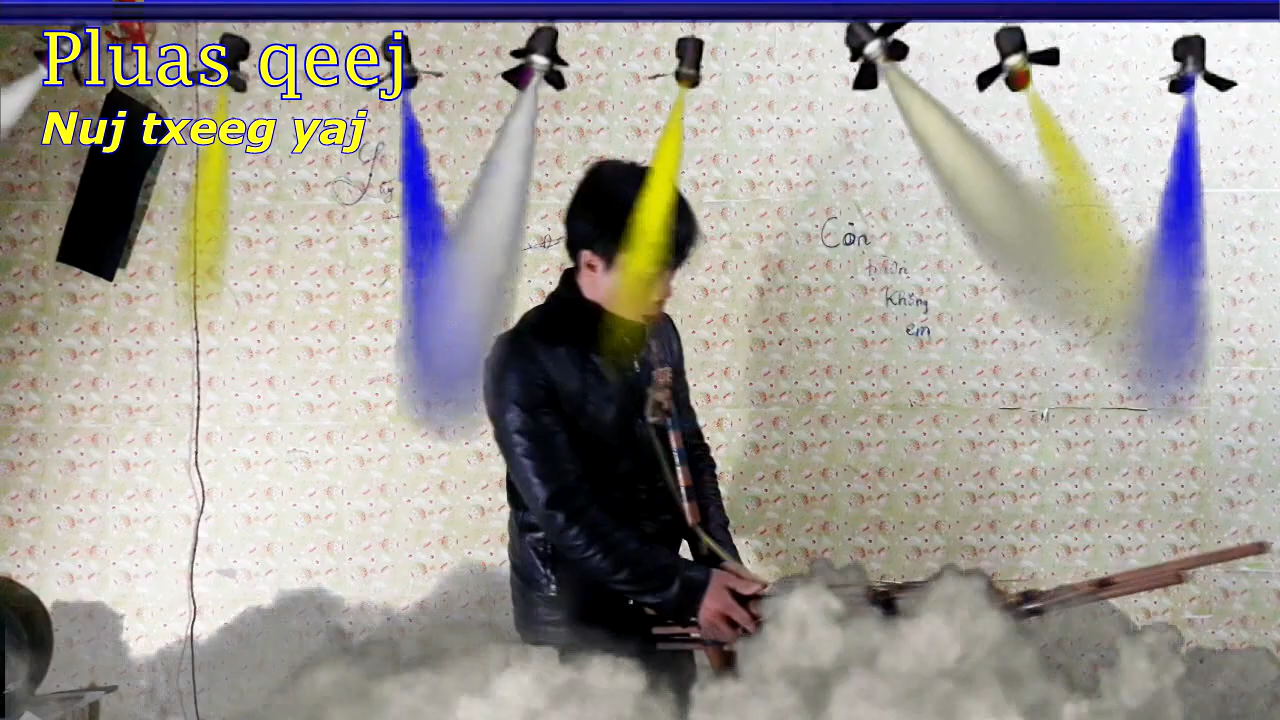 Pluas qeej
Nuj txeeg yaj
Còn
không
em